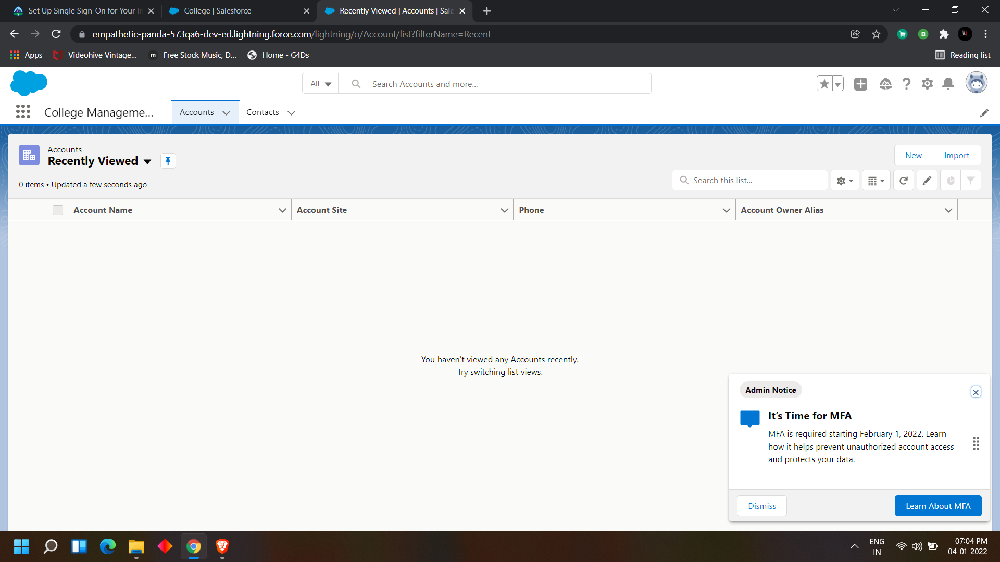 Set Up Single Sign-On for Your In
College | Salesforce
Recently Viewed | Accounts | Sale
empathetic-panda-573qa6-dev-ed.lightning.force.com/lightning/o/Account/list?filterName=Recent
B
Apps
Videohive Vintage...
m
Free Stock Music, D...
Home - G4Ds
Reading list
All
Search Accounts and more...
College Manageme...
Accounts
Contacts
Accounts
Recently Viewed
New
Import
0 items • Updated a few seconds ago
Search this list...
Account Name
Account Site
Phone
Account Owner Alias
You haven't viewed any Accounts recently.
Try switching list views.
Admin Notice
It’s Time for MFA
MFA is required starting February 1, 2022. Learn
how it helps prevent unauthorized account access
and protects your data.
Dismiss
Learn About MFA
ENG
IN
07:04 PM
04-01-2022